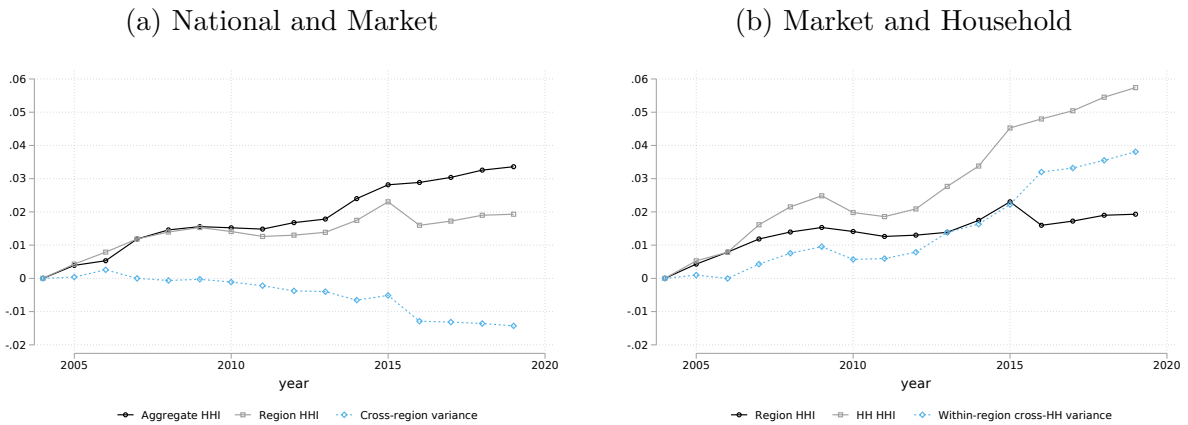 (a) National and Market
.06
.05
.04
.03
.02
.01
0
-.01
-.02
2005 2010 2015 2020
year
Aggregate HHI Region HHI Cross-region variance
(b) Market and Household
.06
.05
.04
.03
.02
.01
0
-.01
-.02
2005 2010 2015 2020
year
Region HHI HH HHI Within-region cross-HH variance